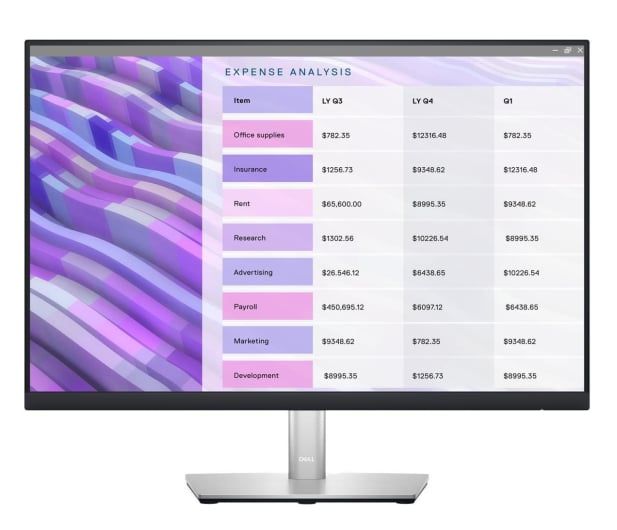 EXPENSE ANALYSIS
Item LY Q3 LY Q4 Q1
Office supplies $782.35 $12316.48 $782.35
Insurance $1256.73 $9348.62 $12316.48
Rent $65,600.00 $8995.35 $9348.62
Research $1302.56 $10226.54 $8995.35
Advertising $26.546.12 $6438.65 $10226.54
Payroll $450,695.12 $6097.12 $6438.65
Marketing $9348.62 $782.35 $9348.62
Development $8995.35 $1256.73 $8995.35
DELL